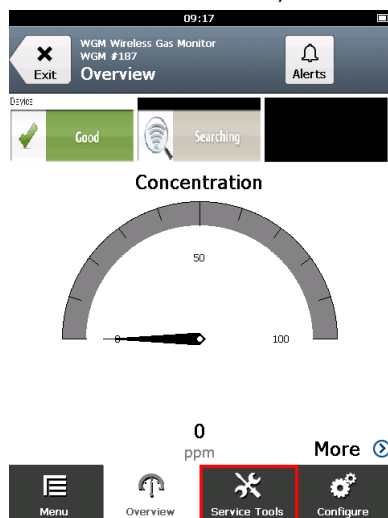 09:17
WGM Wireless Gas Monitor
WGM #187
Overview
Exit
Alerts
Device
Good
Searching
Concentration
50
0
100
0
ppm
More
Menu
Overview
Service Tools
Configure